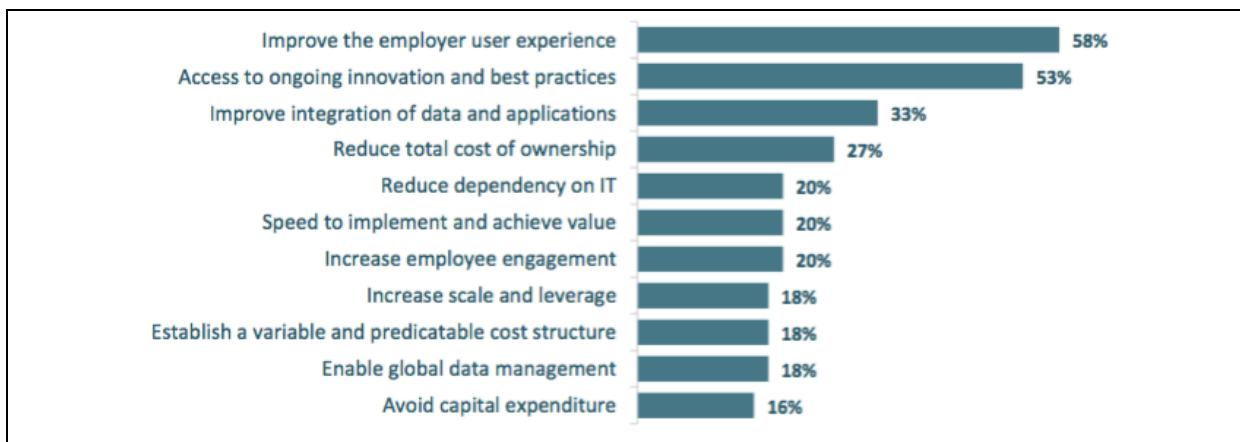 Improve the employer user experience 58%
Access to ongoing innovation and best practices 53%
Improve integration of data and applications 33%
Reduce total cost of ownership 27%
Reduce dependency on IT 20%
Speed to implement and achieve value 20%
Increase employee engagement 20%
Increase scale and leverage 18%
Establish a variable and predicatable cost structure 18%
Enable global data management 18%
Avoid capital expenditure 16%